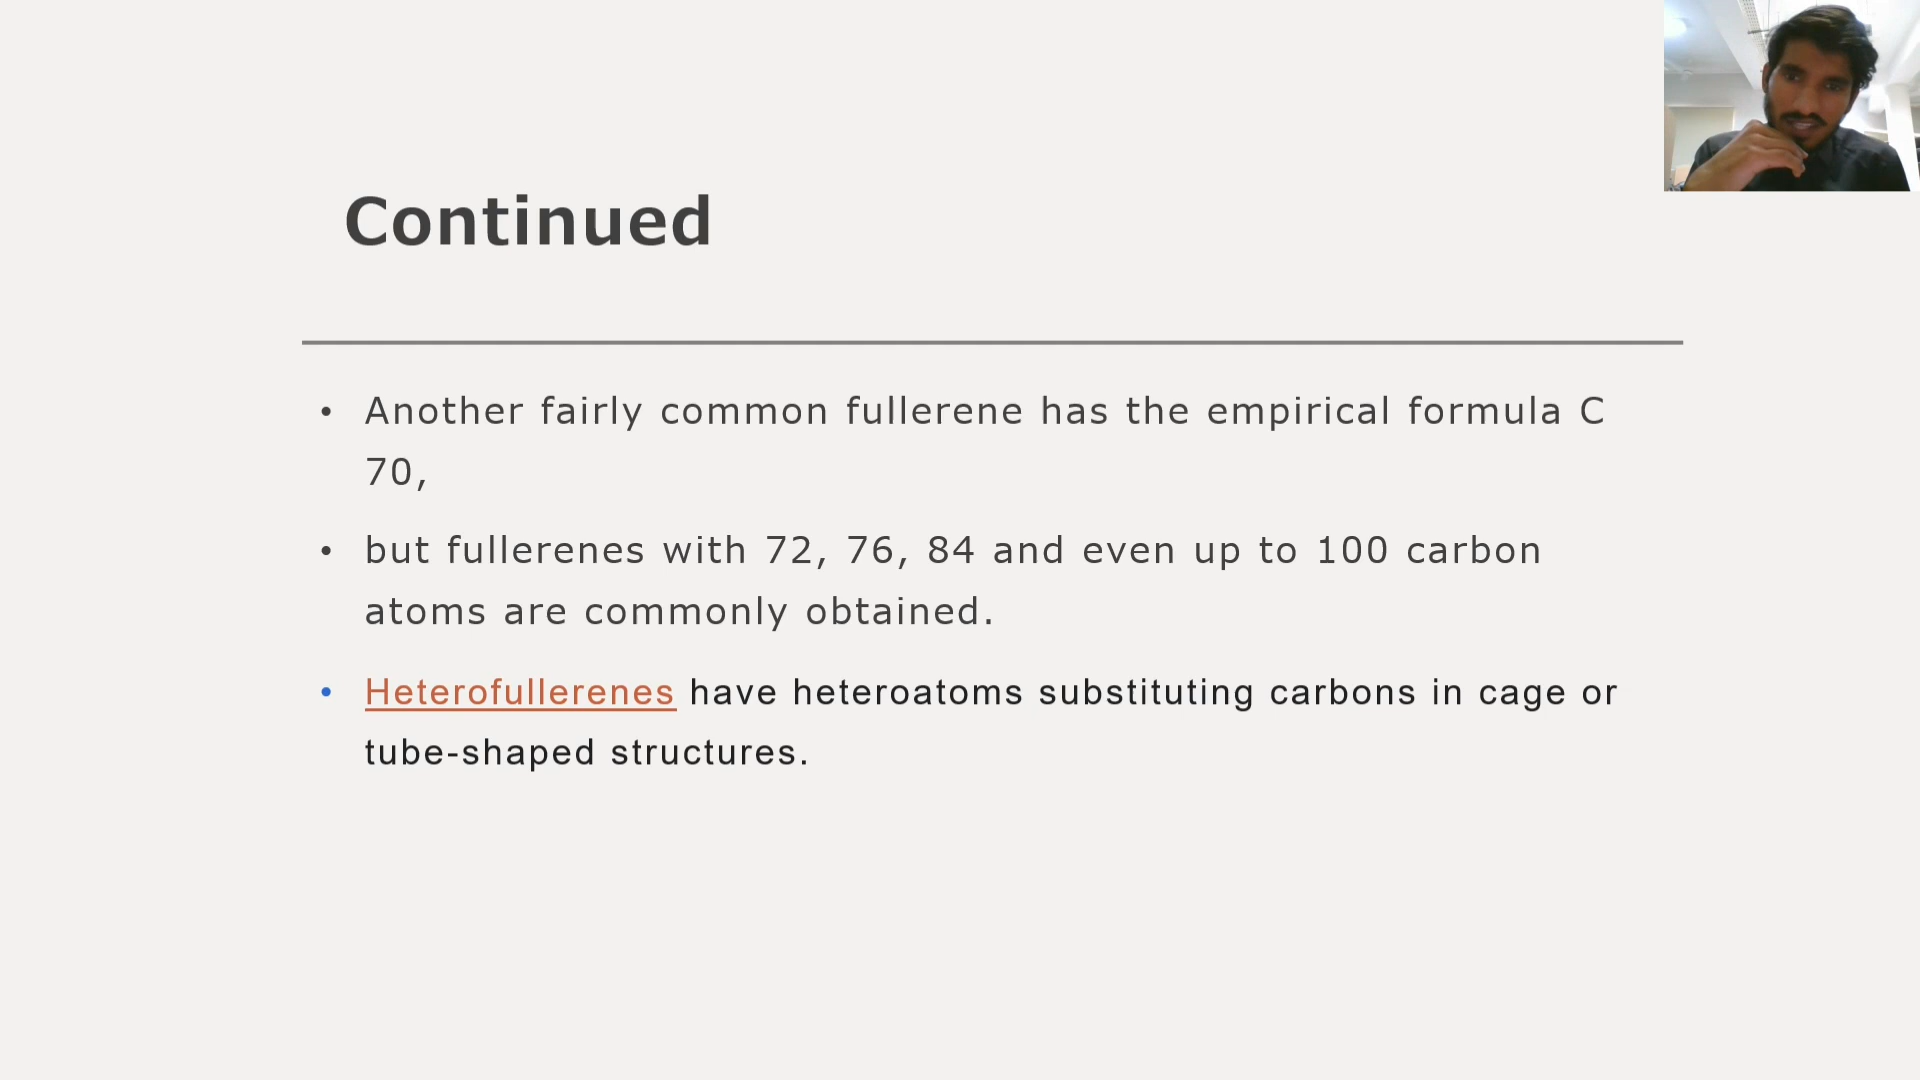 Continued
• Another fairly common fullerene has the empirical formula C
70,
• but fullerenes with 72, 76, 84 and even up to 100 carbon
atoms are commonly obtained.
• Heterofullerenes have heteroatoms substituting carbons in cage or
tube-shaped structures.